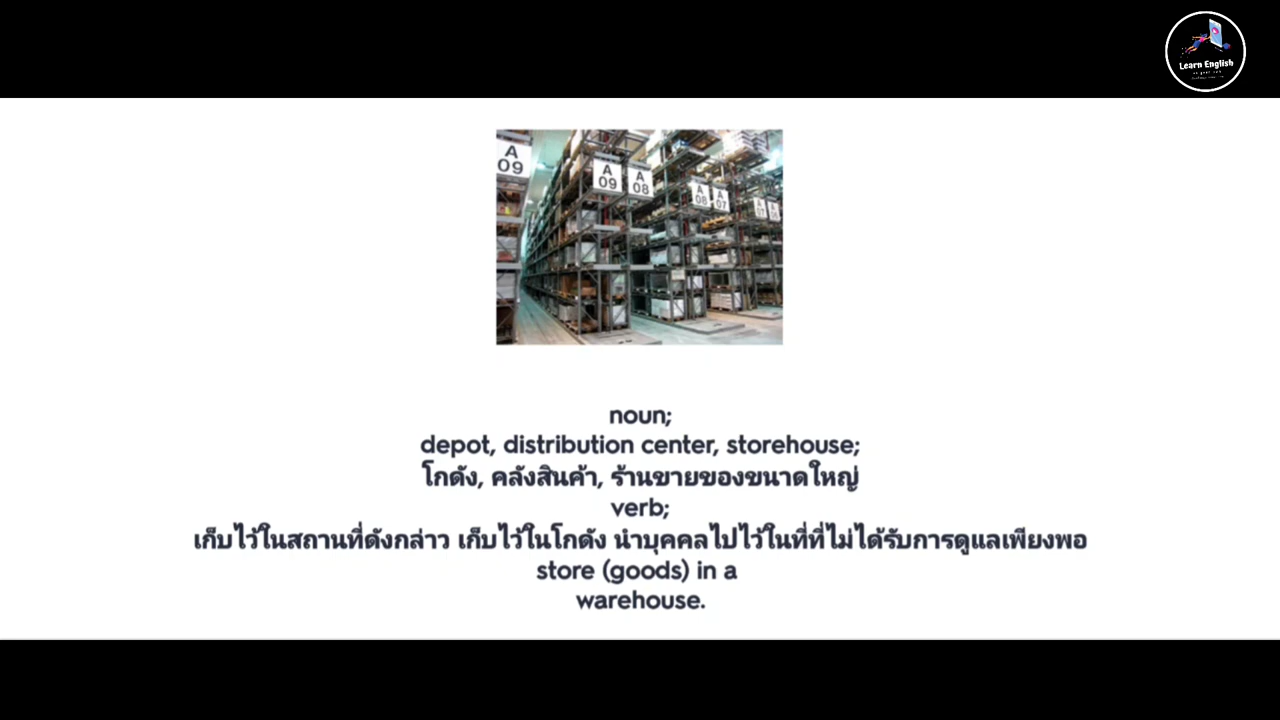 Learn English
A
09
A
09
A
08
A
08
A
07
noun;
depot, distribution center, storehouse;
โกดัง, คลังสินค้า, ร้านขายของขนาดใหญ่
verb;
เก็บไว้ในสถานที่ดังกล่าว เก็บไว้ในโกดัง นำบุคคลไปไว้ในที่ที่ไม่ได้รับการดูแลเพียงพอ
store (goods) in a
warehouse.